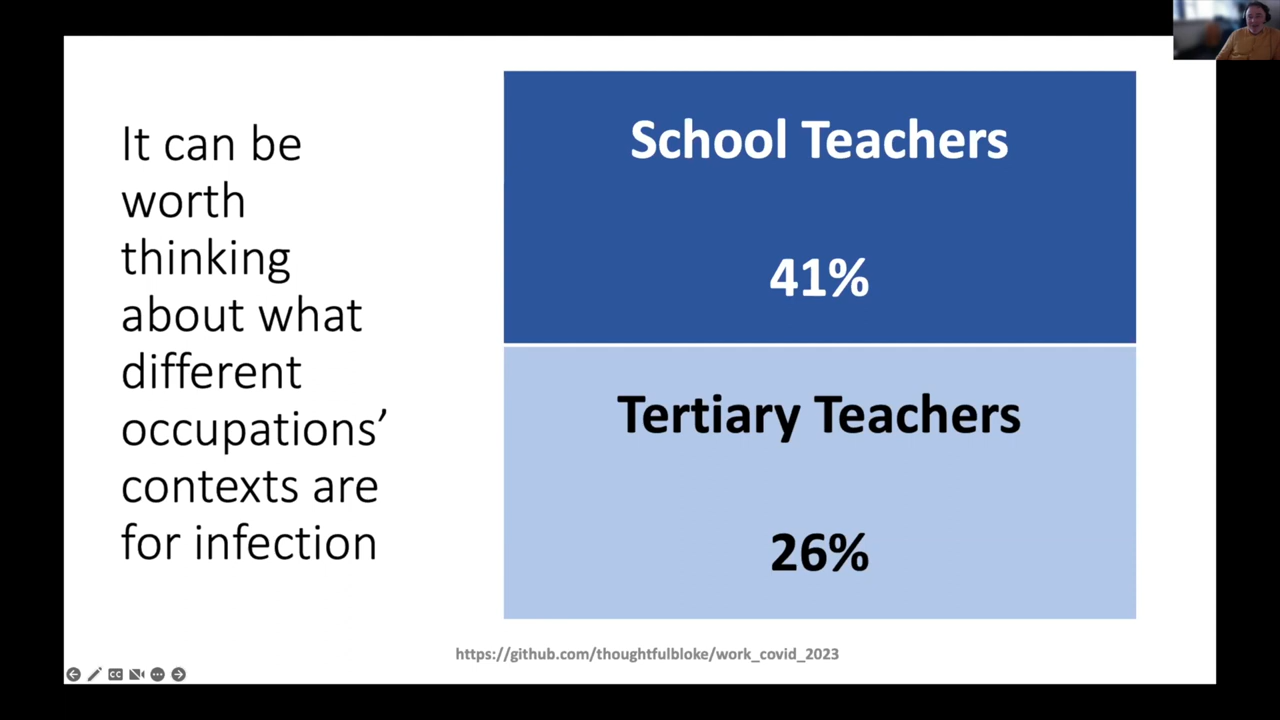 It can be
worth
thinking
about what
different
occupations’
contexts are
for infection
School Teachers
41%
Tertiary Teachers
26%
https://github.com/thoughtfulbloke/work_covid_2023
CC